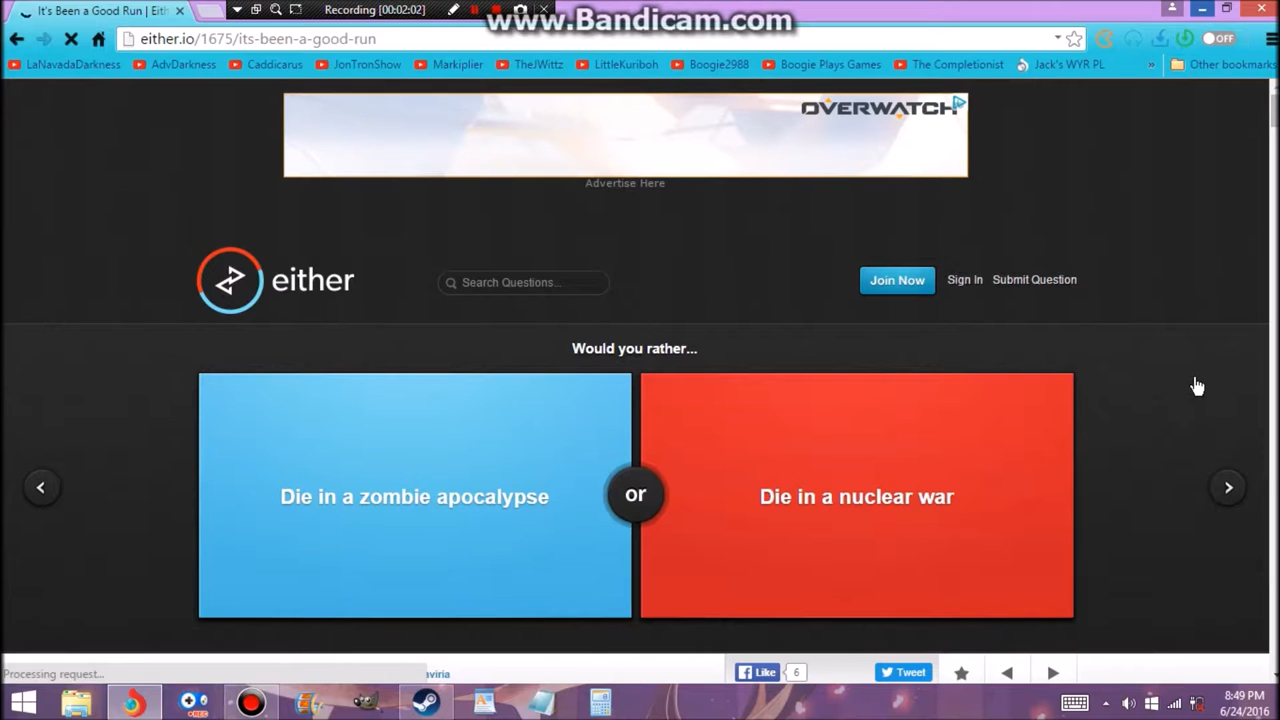 www.Bandicam.com
It's Been a Good Run | Eith
Recording [00:02:02]
either.io/1675/its-been-a-good-run
OFF
LaNavadaDarkness
AdvDarkness
Caddicarus
JonTronShow
Markiplier
TheJWittz
LittleKuriboh
Boogie2988
Boogie Plays Games
The Completionist
Jack's WYR PL
»
Other bookmarks
OVERWATCH
Advertise Here
either
Search Questions...
Join Now
Sign In
Submit Question
Would you rather...
Die in a zombie apocalypse
or
Die in a nuclear war
Processing request...
aviria
Like
6
Tweet
REC
8:49 PM
6/24/2016